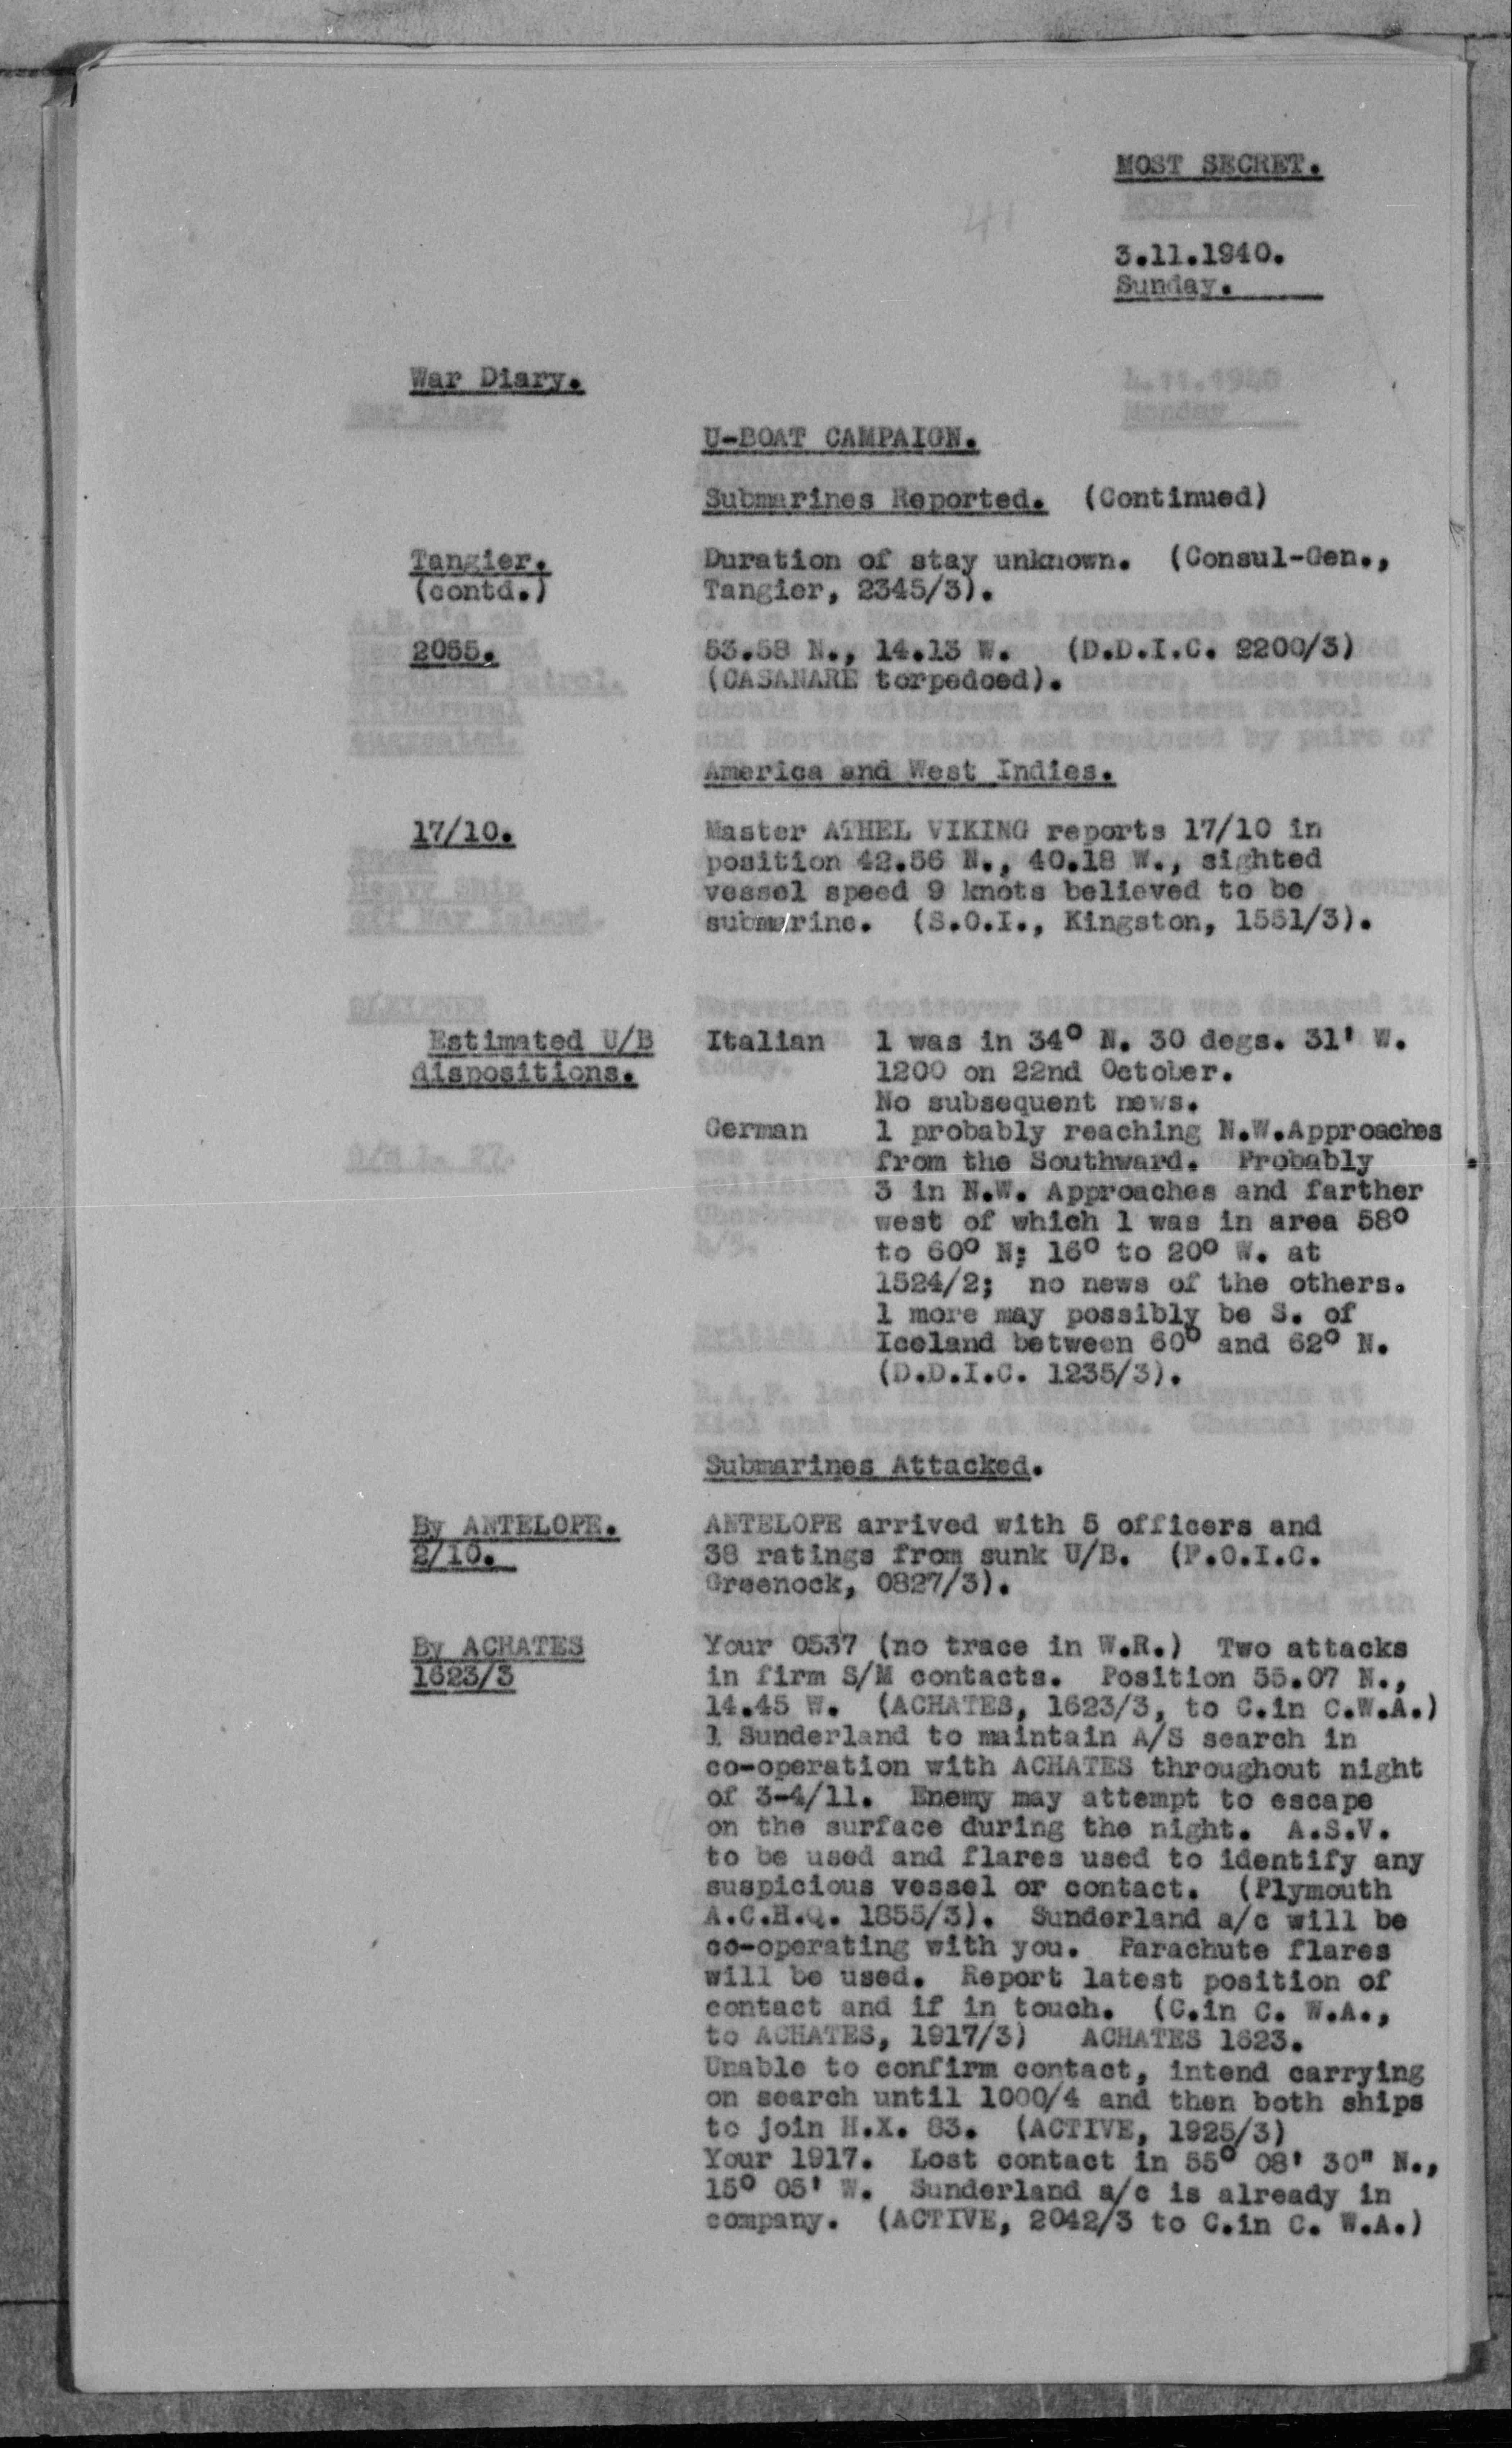 MOST SECRET.
3.11.1940.
Sunday.
War Diary.
U-BOAT CAMPAIGN.
Submarines Reported. (Continued)
Tangier. Duration of stay unknown. (Consul-Gen.,
(contd.) Tangier, 2345/3).
2055. 53.58 N., 14.13 W. (D.D.I.C. 2200/3)
(CASANARE torpedoed).
America and West Indies.
17/10. Master ATHEL VIKING reports 17/10 in
position 42.56 N., 40.18 W., sighted
vessel speed 9 knots believed to be
submarine. (S.O.I., Kingston, 1551/3).
Estimated U/B Italian 1 was in 34° N. 30 degs. 31' W.
dispositions. 1200 on 22nd October.
No subsequent news.
German 1 probably reaching N.W.Approaches
from the Southward. Probably
3 in N.W. Approaches and farther
west of which 1 was in area 58°
to 60° N; 16° to 20° W. at
1524/2; no news of the others.
1 more may possibly be S. of
Iceland between 60° and 62° N.
(D.D.I.C. 1235/3).
Submarines Attacked.
By ANTELOPE. ANTELOPE arrived with 5 officers and
2/10. 38 ratings from sunk U/B. (F.O.I.C.
Greenock, 0827/3).
By ACHATES Your 0537 (no trace in W.R.) Two attacks
1623/3 in firm S/M contacts. Position 55.07 N.,
14.45 W. (ACHATES, 1623/3, to C.in C.W.A.)
1 Sunderland to maintain A/S search in
co-operation with ACHATES throughout night
of 3-4/11. Enemy may attempt to escape
on the surface during the night. A.S.V.
to be used and flares used to identify any
suspicious vessel or contact. (Plymouth
A.C.H.Q. 1855/3). Sunderland a/c will be
co-operating with you. Parachute flares
will be used. Report latest position of
contact and if in touch. (C.in C. W.A.,
to ACHATES, 1917/3) ACHATES 1623.
Unable to confirm contact, intend carrying
on search until 1000/4 and then both ships
to join H.X. 83. (ACTIVE, 1925/3)
Your 1917. Lost contact in 55° 08' 30" N.,
15° 05' W. Sunderland a/c is already in
company. (ACTIVE, 2042/3 to C.in C. W.A.)